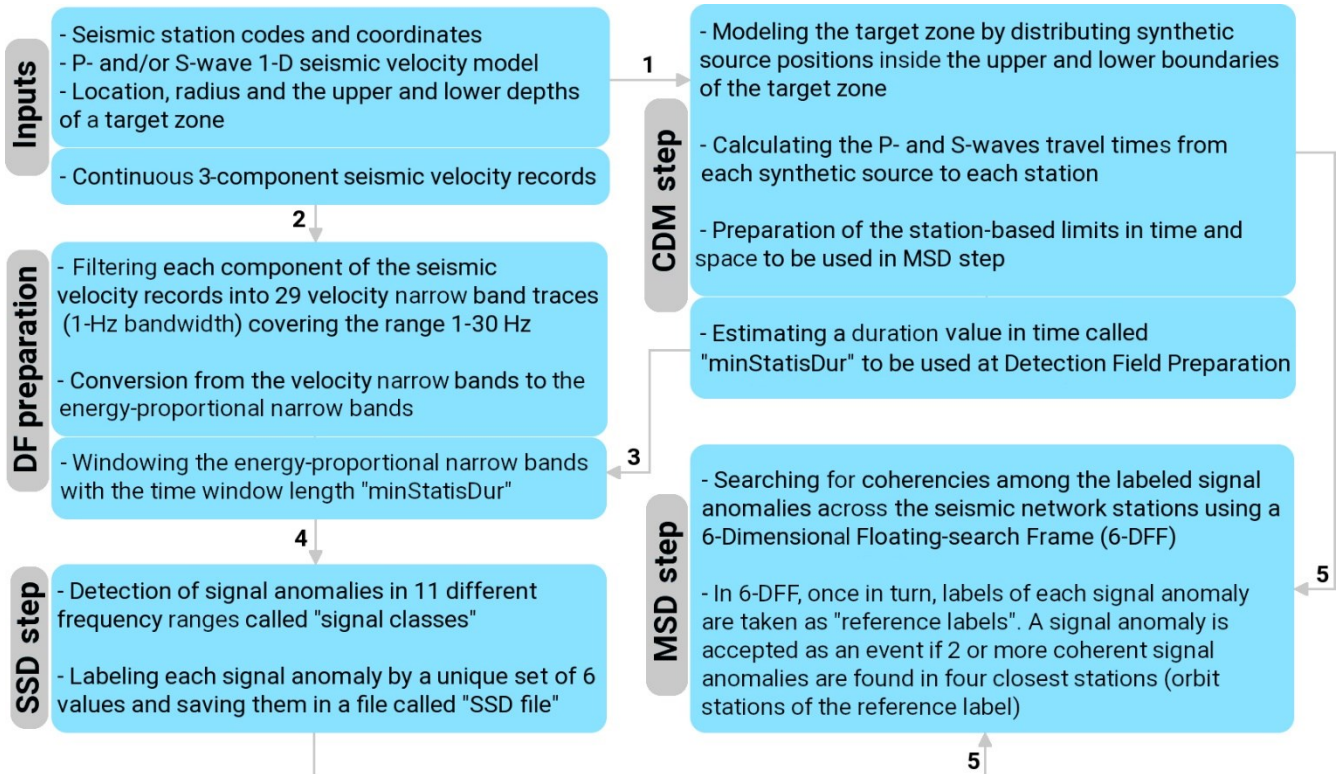 Inputs
- Seismic station codes and coordinates
- P- and/or S-wave 1-D seismic velocity model
- Location, radius and the upper and lower depths
of a target zone
- Continuous 3-component seismic velocity records
1
2
CDM step
- Modeling the target zone by distributing synthetic
source positions inside the upper and lower boundaries
of the target zone
- Calculating the P- and S-waves travel times from
each synthetic source to each station
- Preparation of the station-based limits in time and
space to be used in MSD step
- Estimating a duration value in time called
"minStatisDur" to be used at Detection Field Preparation
DF preparation
- Filtering each component of the seismic
velocity records into 29 velocity narrow band traces
(1-Hz bandwidth) covering the range 1-30 Hz
- Conversion from the velocity narrow bands to the
energy-proportional narrow bands
- Windowing the energy-proportional narrow bands
with the time window length "minStatisDur"
3
4
SSD step
- Detection of signal anomalies in 11 different
frequency ranges called "signal classes"
- Labeling each signal anomaly by a unique set of 6
values and saving them in a file called "SSD file"
MSD step
- Searching for coherencies among the labeled signal
anomalies across the seismic network stations using a
6-Dimensional Floating-search Frame (6-DFF)
- In 6-DFF, once in turn, labels of each signal anomaly
are taken as "reference labels". A signal anomaly is
accepted as an event if 2 or more coherent signal
anomalies are found in four closest stations (orbit
stations of the reference label)
5
5